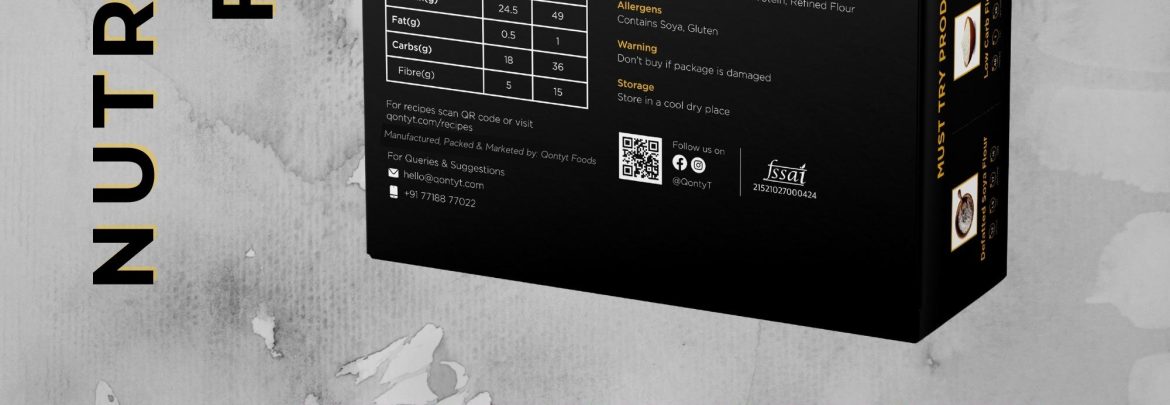 NUTR
24.5 49
Fat(g) 0.5 1
Carbs(g) 18 36
Fibre(g) 5 15
For recipes scan QR code or visit
qontyt.com/recipes
Manufactured, Packed & Marketed by: Qontyt Foods
For Queries & Suggestions
hello@qontyt.com
+91 77188 77022
Refined Flour
Allergens
Contains Soya, Gluten
Warning
Don't buy if package is damaged
Storage
Store in a cool dry place
Follow us on
@QontyT
fssai
21521027000424
MUST TRY PROD
Low Carb Fl
Defatted Soya Flour